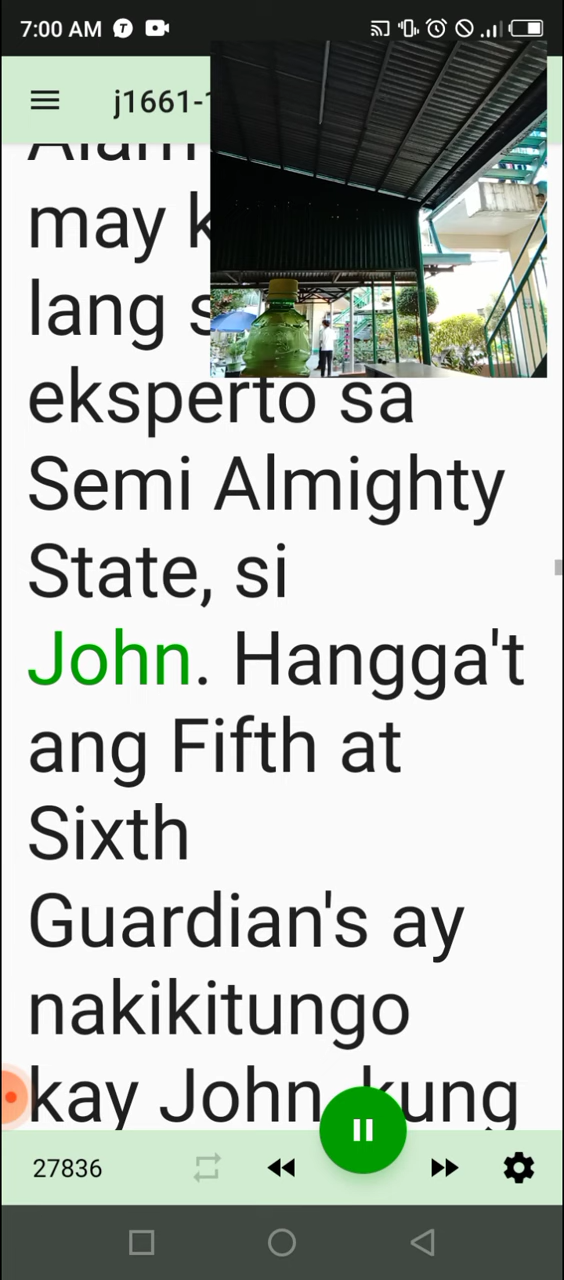 7:00 AM
j1661-
may
lang
eksperto sa
Semi Almighty
State, si
John. Hangga't
ang Fifth at
Sixth
Guardian's ay
nakikitungo
kay John, kung
27836